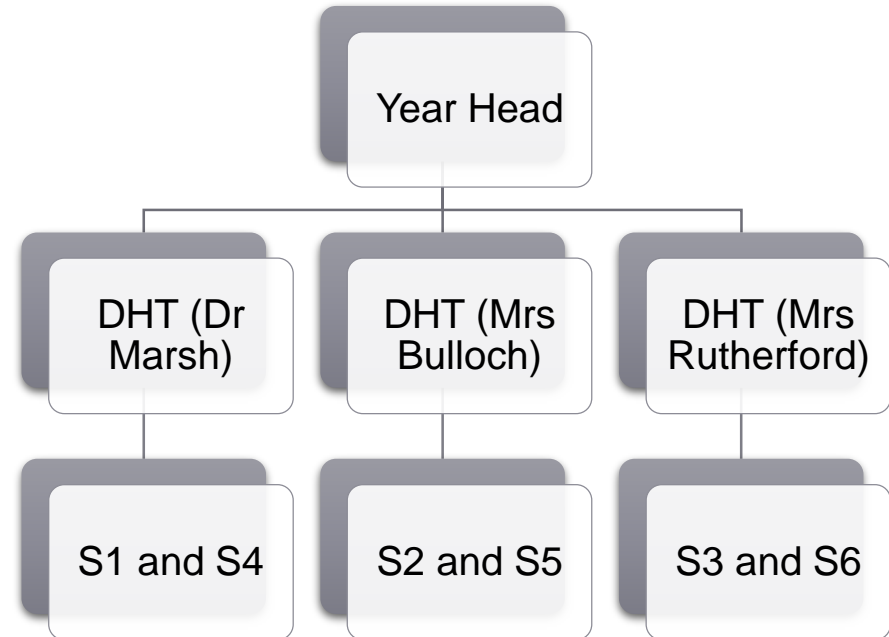 Year Head
DHT (Dr
Marsh)
DHT (Mrs
Bulloch)
DHT (Mrs
Rutherford)
S1 and S4
S2 and S5
S3 and S6